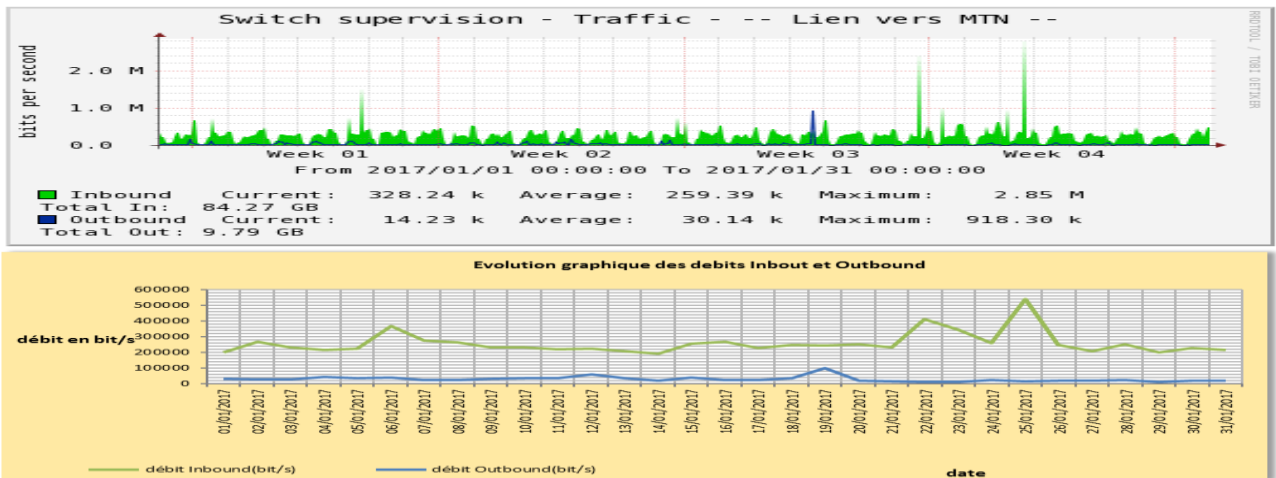 Switch supervision - Traffic - -- Lien vers MTN --
RRDTOOL / TOBI OETIKER
bits per second
2.0 M
1.0 M
0.0
Week 01 Week 02 Week 03 Week 04
From 2017/01/01 00:00:00 To 2017/01/31 00:00:00
Inbound Current: 328.24 k Average: 259.39 k Maximum: 2.85 M
Total In: 84.27 GB
Outbound Current: 14.23 k Average: 30.14 k Maximum: 918.30 k
Total Out: 9.79 GB
Evolution graphique des debits Inbout et Outbound
débit en bit/s
600000
500000
400000
300000
200000
100000
0
01/01/2017 02/01/2017 03/01/2017 04/01/2017 05/01/2017 06/01/2017 07/01/2017 08/01/2017 09/01/2017 10/01/2017 11/01/2017 12/01/2017 13/01/2017 14/01/2017 15/01/2017 16/01/2017 17/01/2017 18/01/2017 19/01/2017 20/01/2017 21/01/2017 22/01/2017 23/01/2017 24/01/2017 25/01/2017 26/01/2017 27/01/2017 28/01/2017 29/01/2017 30/01/2017 31/01/2017
débit Inbound(bit/s) débit Outbound(bit/s)
date